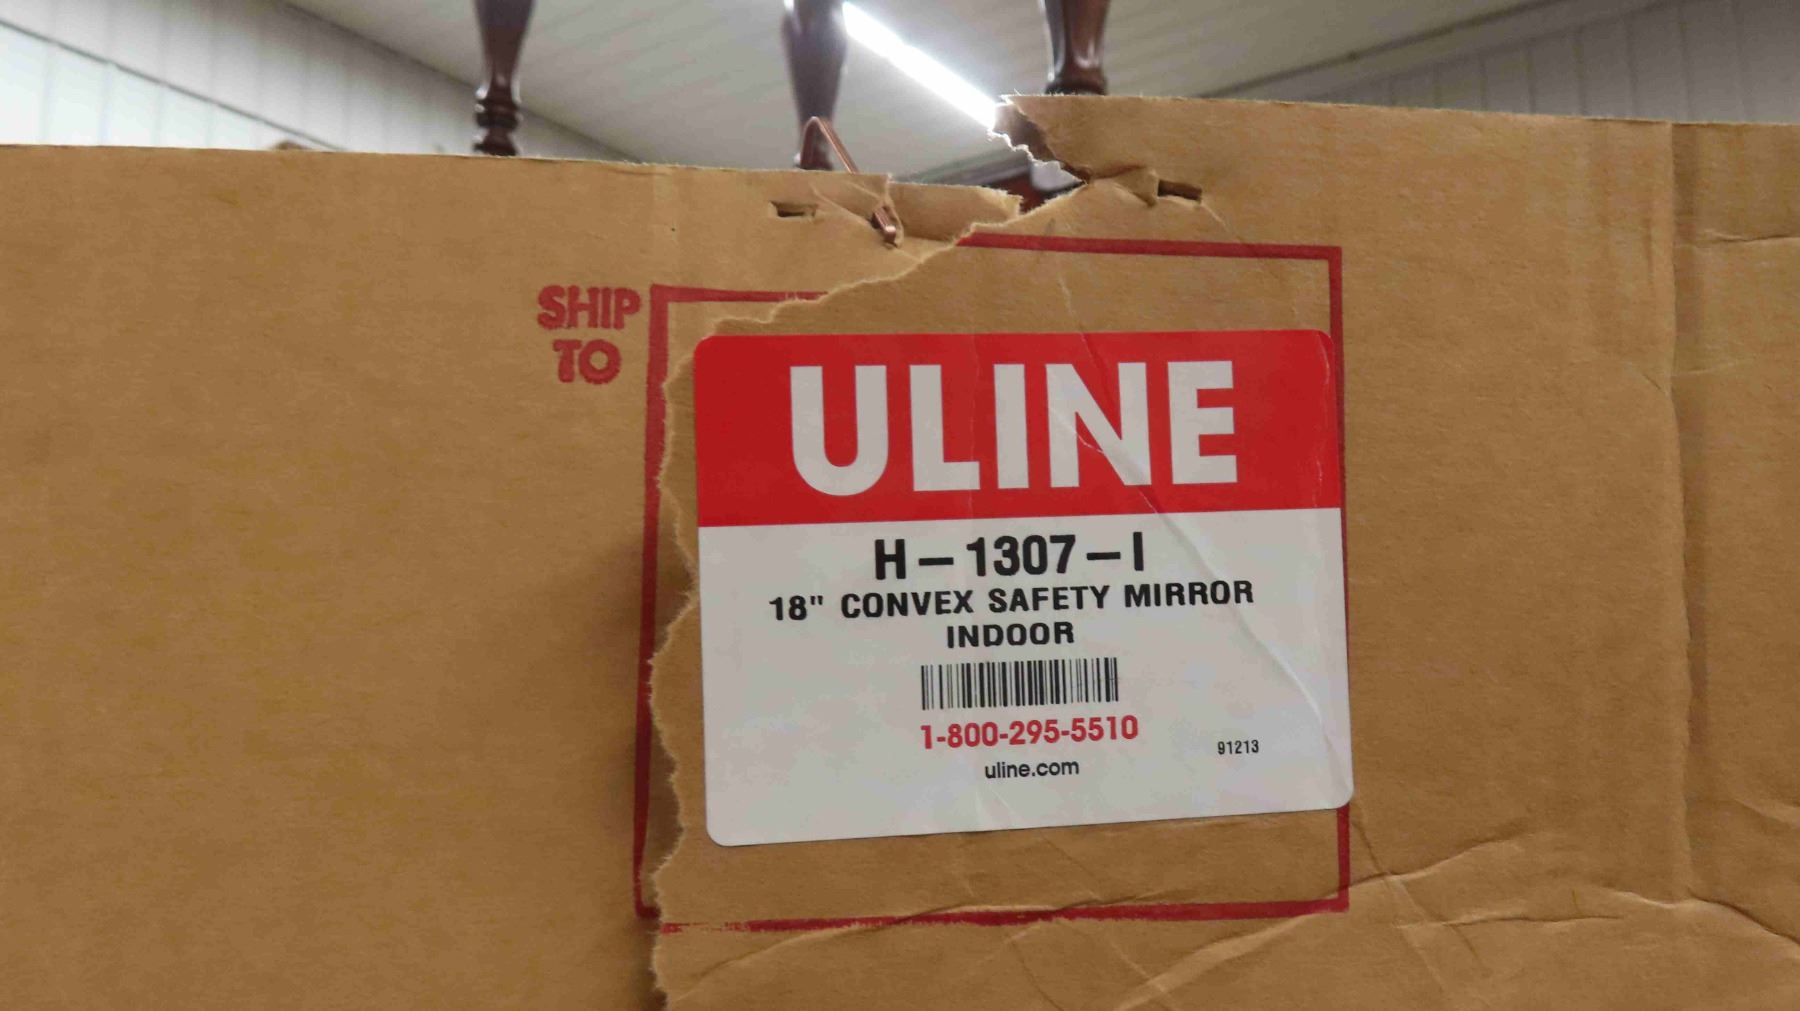 SHIP
TO
ULINE
H-1307-I
18" CONVEX SAFETY MIRROR
INDOOR
1-800-295-5510
91213
uline.com